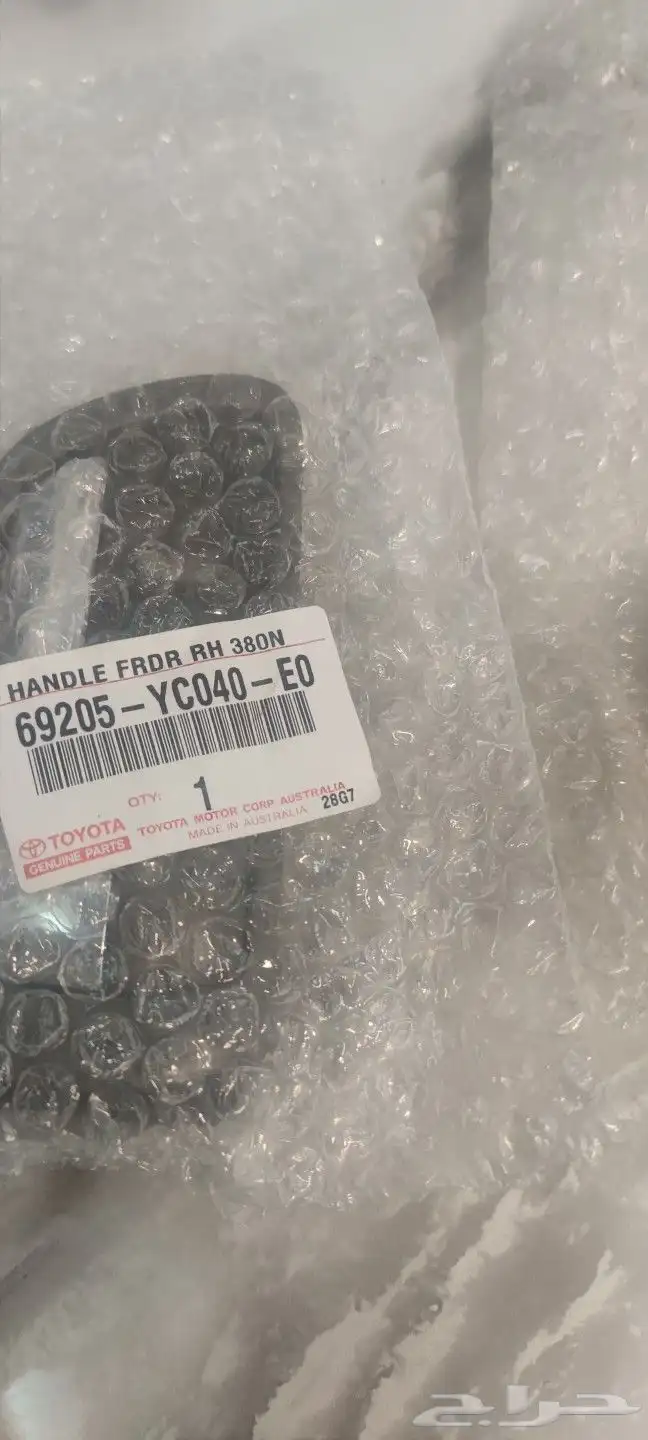 HANDLE FRDR RH 380N
69205-YC040-E0
QTY: 1
TOYOTA
GENUINE PARTS
TOYOTA MOTOR CORP AUSTRALIA
MADE IN AUSTRALIA
28G7
حراج